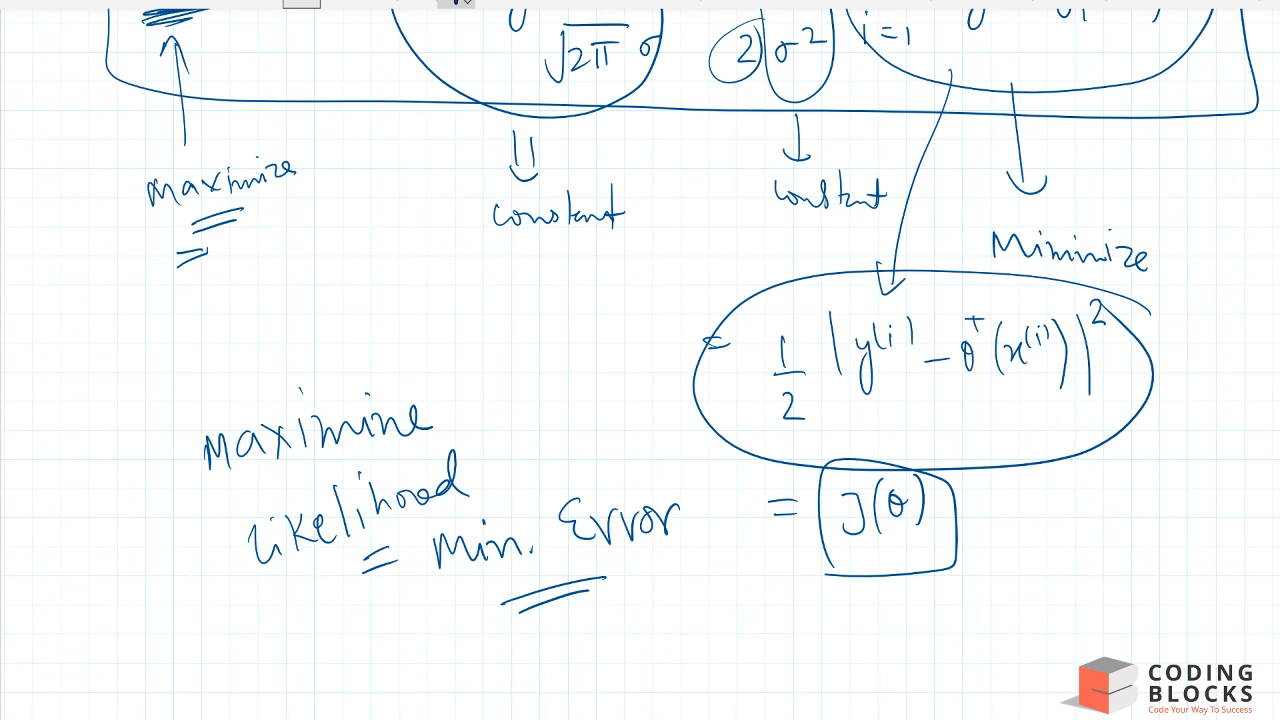 √2π σ 2 σ² i=1
maximize
constant
constant
Minimize
= 1/2 |y(i) - θᵀ(x(i))|²
Maximine
Likelihood
= Min. Error
= J(θ)
CODING
BLOCKS
Code Your Way To Success